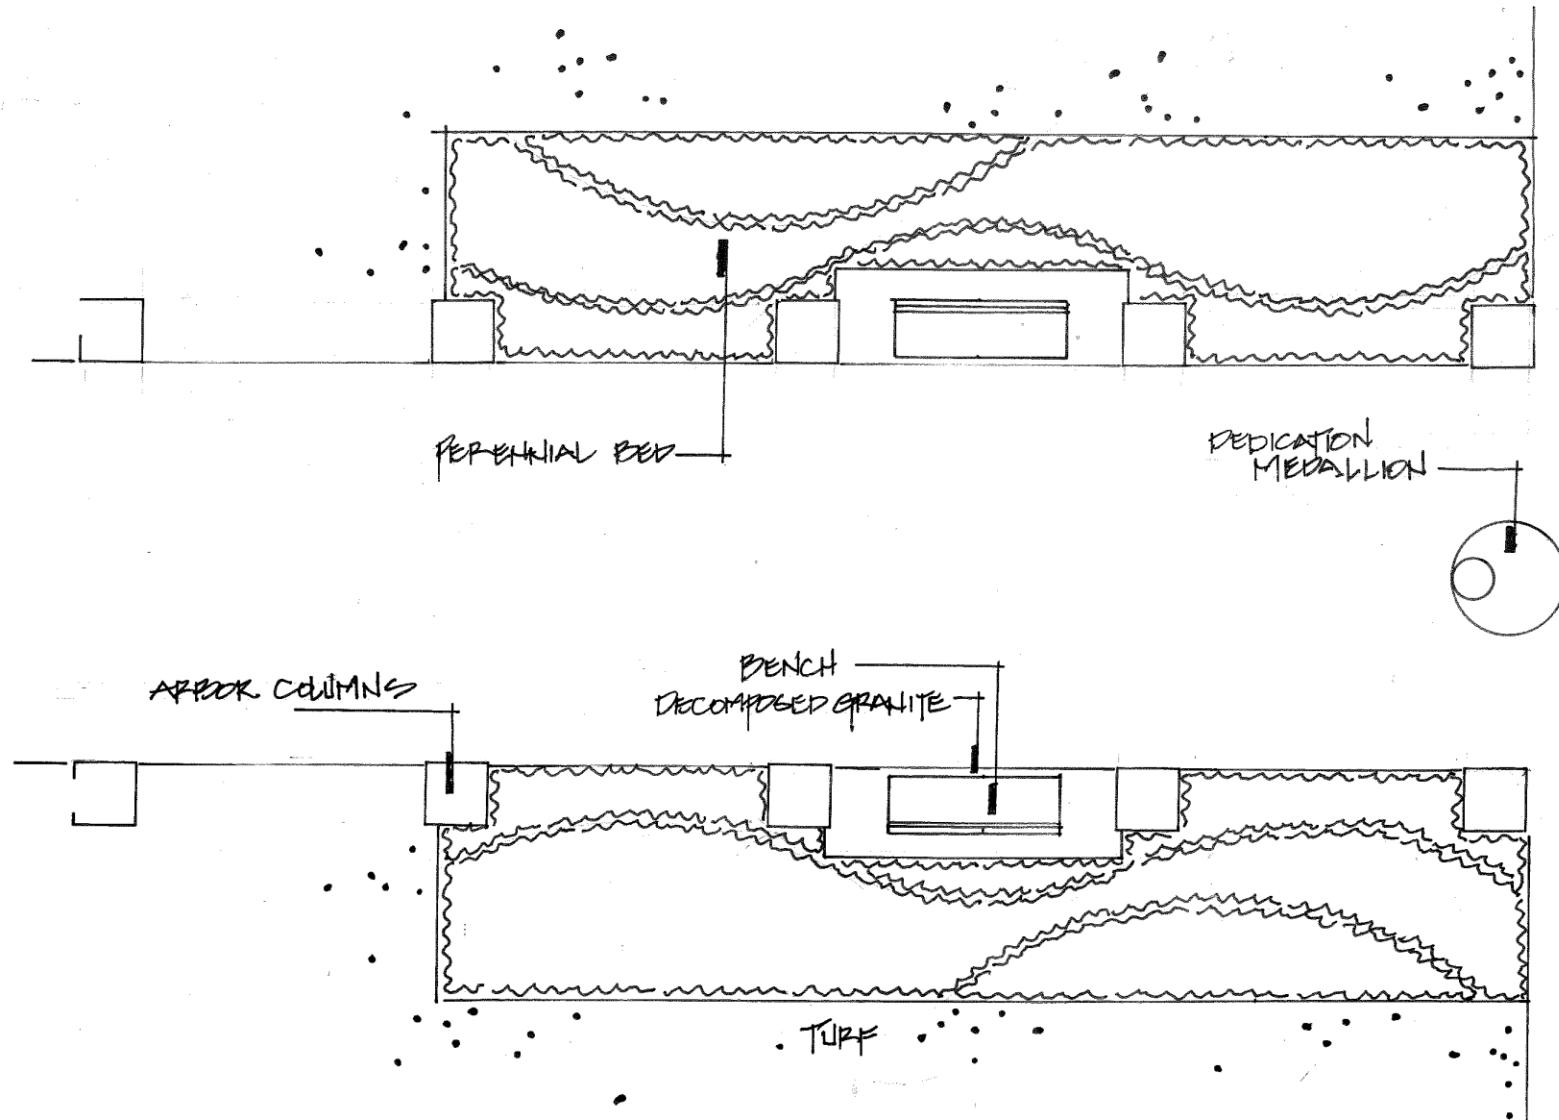 PERENNIAL BED
DEDICATION
MEDALLION
BENCH
DECOMPOSED GRANITE
ARBOR COLUMNS
TURF